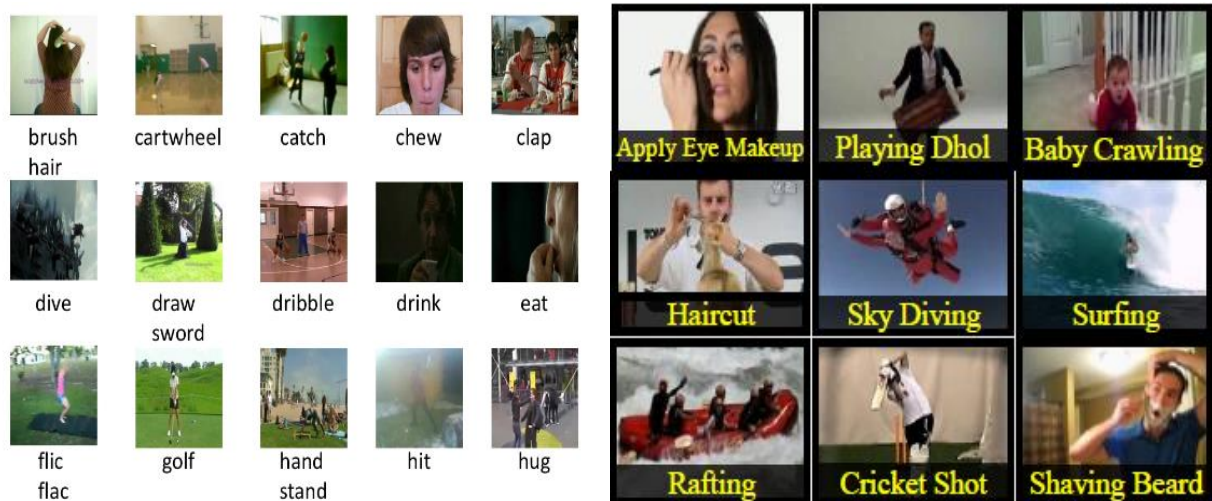 brush
hair
cartwheel
catch
chew
clap
dive
draw
sword
dribble
drink
eat
flic
flac
golf
hand
stand
hit
hug
Apply Eye Makeup
Playing Dhol
Baby Crawling
Haircut
Sky Diving
Surfing
Rafting
Cricket Shot
Shaving Beard